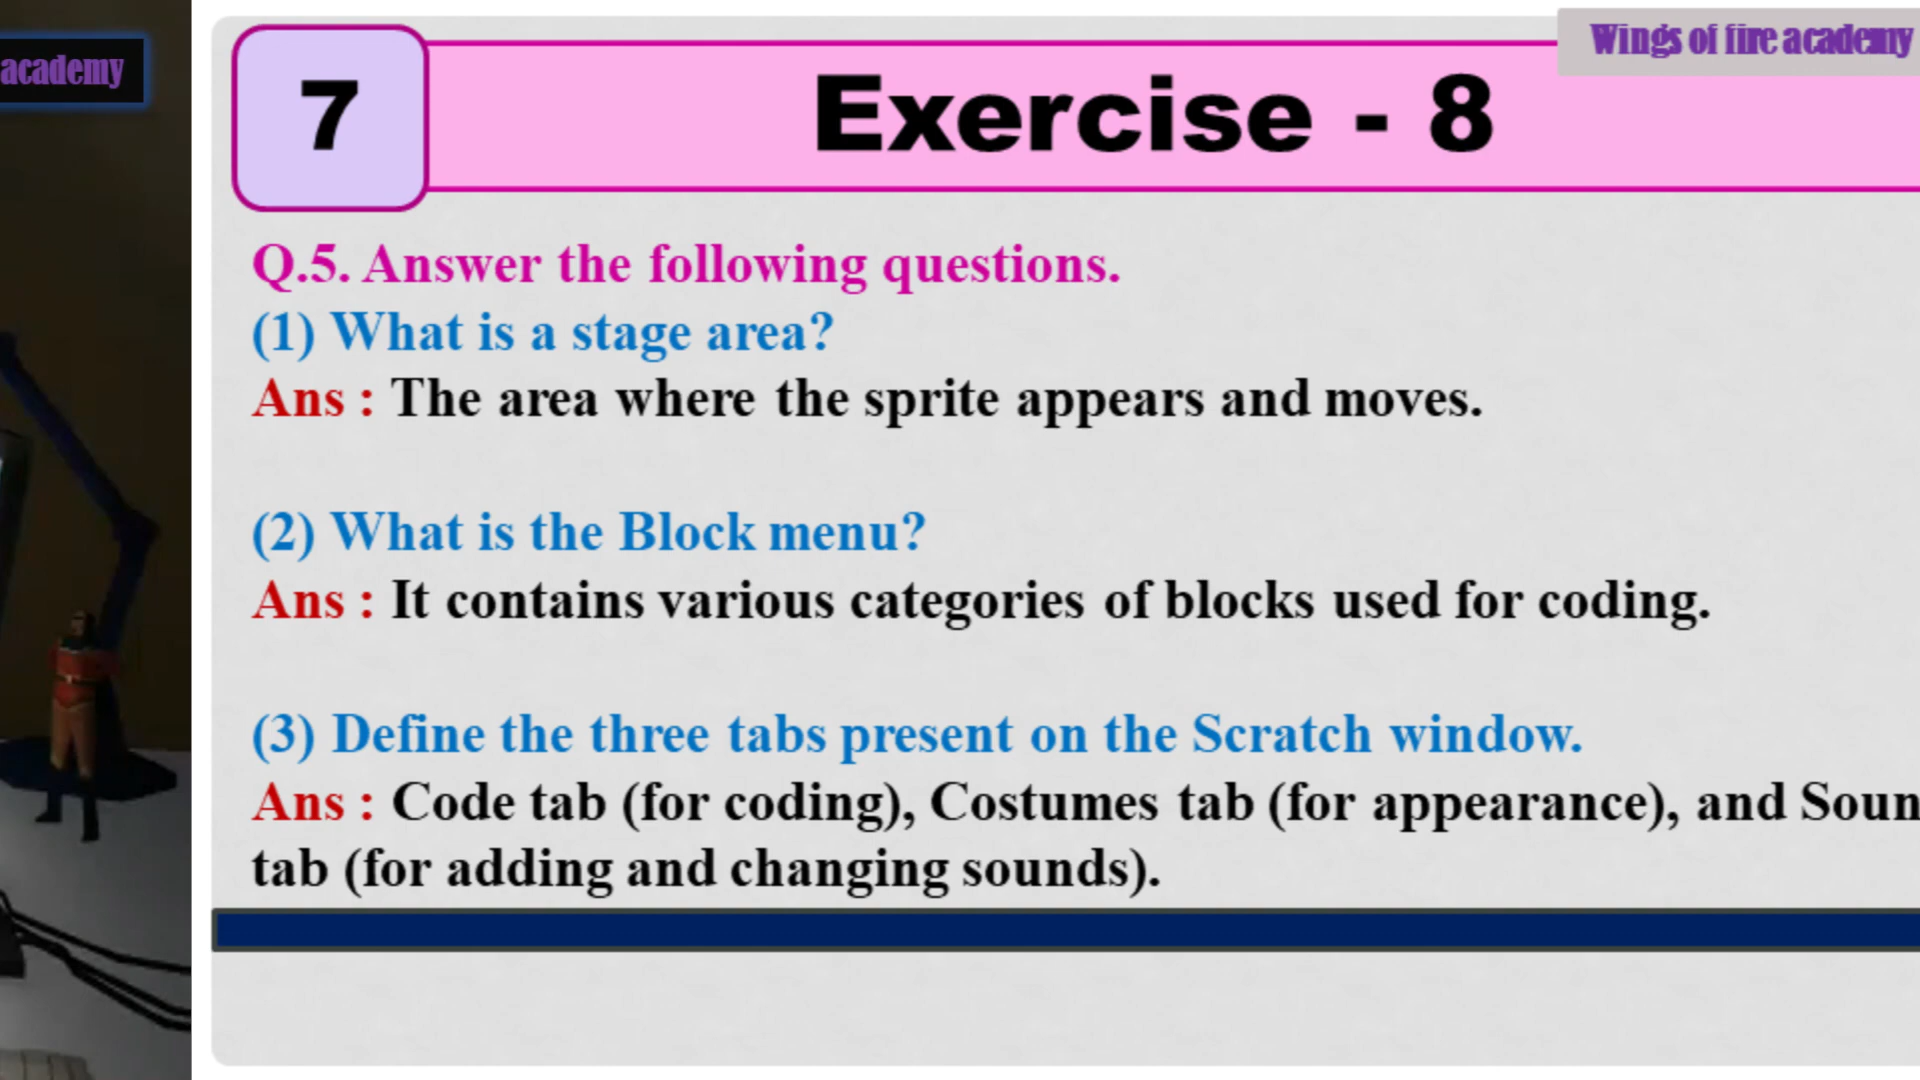 academy
Wings of fire academy
7
Exercise - 8
Q.5. Answer the following questions.
(1) What is a stage area?
Ans : The area where the sprite appears and moves.
(2) What is the Block menu?
Ans : It contains various categories of blocks used for coding.
(3) Define the three tabs present on the Scratch window.
Ans : Code tab (for coding), Costumes tab (for appearance), and Soun
tab (for adding and changing sounds).